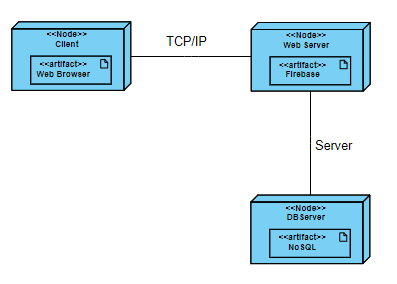 <<Node>>
Client
<<artifact>>
Web Browser
TCP/IP
<<Node>>
Web Server
<<artifact>>
Firebase
Server
<<Node>>
DBServer
<<artifact>>
NoSQL